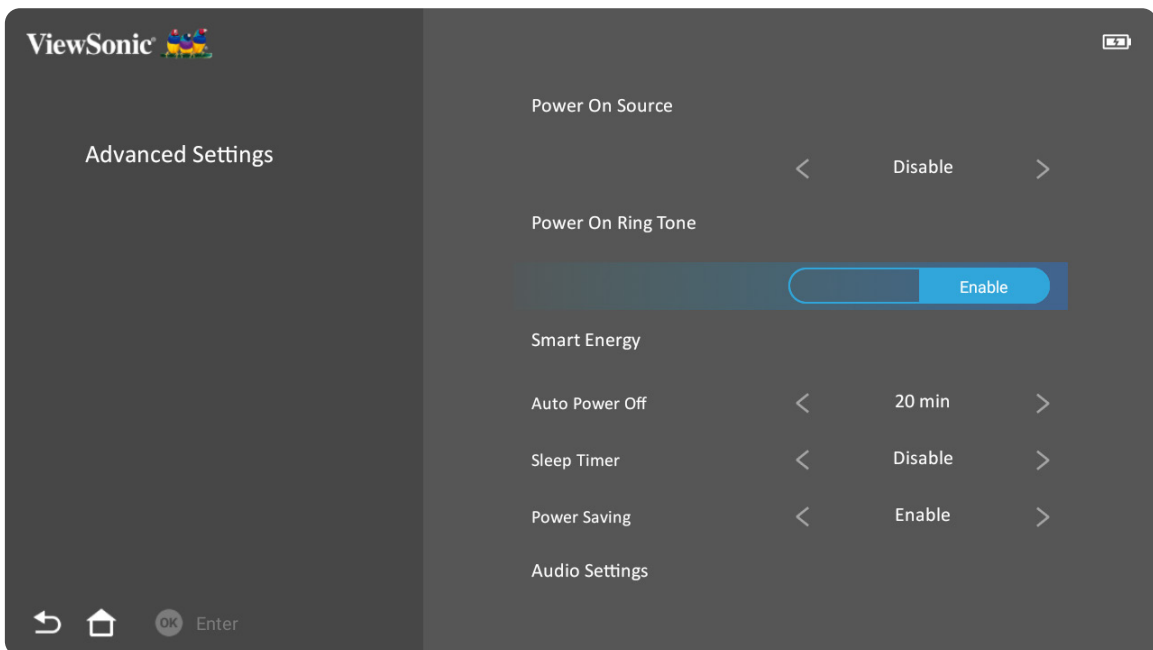 ViewSonic®
Advanced Settings
Power On Source
Disable
Power On Ring Tone
Enable
Smart Energy
Auto Power Off
20 min
Sleep Timer
Disable
Power Saving
Enable
Audio Settings
OK Enter